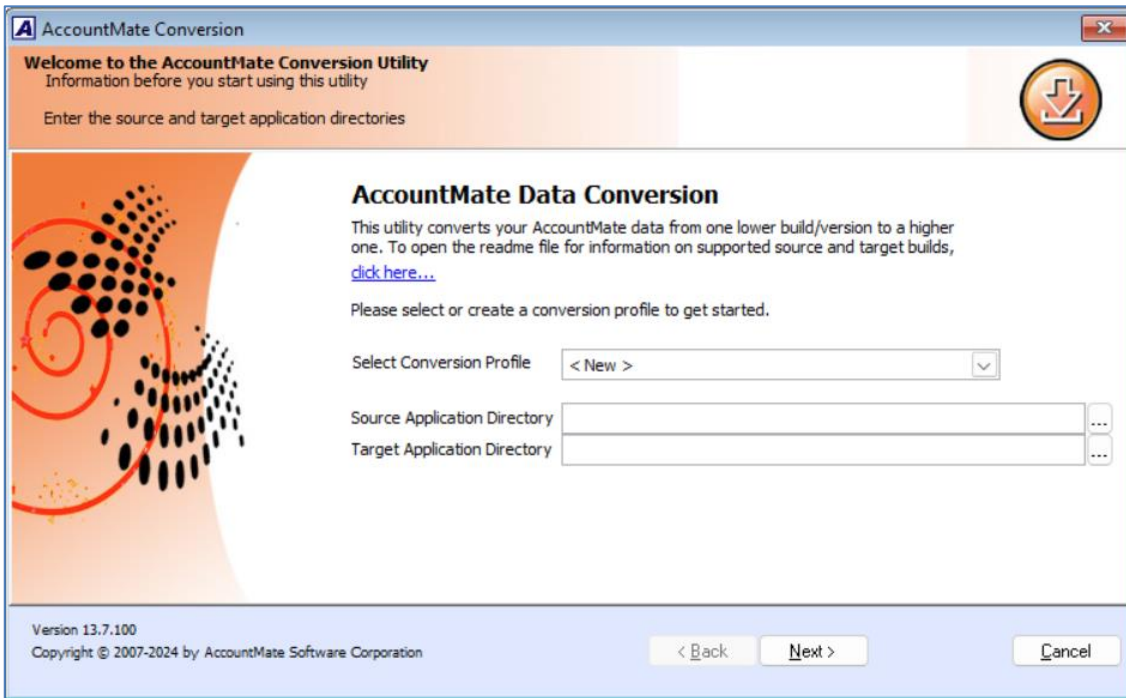 A AccountMate Conversion
Welcome to the AccountMate Conversion Utility
Information before you start using this utility
Enter the source and target application directories
AccountMate Data Conversion
This utility converts your AccountMate data from one lower build/version to a higher
one. To open the readme file for information on supported source and target builds,
click here...
Please select or create a conversion profile to get started.
Select Conversion Profile < New >
Source Application Directory ...
Target Application Directory ...
Version 13.7.100
Copyright © 2007-2024 by AccountMate Software Corporation
< Back Next > Cancel